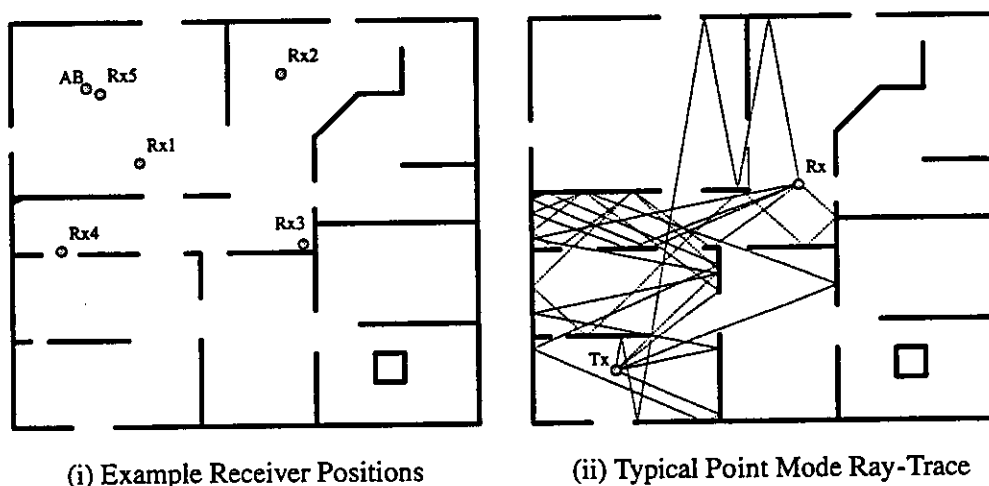 AB
Rx5
Rx2
Rx1
Rx3
Rx4
Rx
Tx
(i) Example Receiver Positions
(ii) Typical Point Mode Ray-Trace